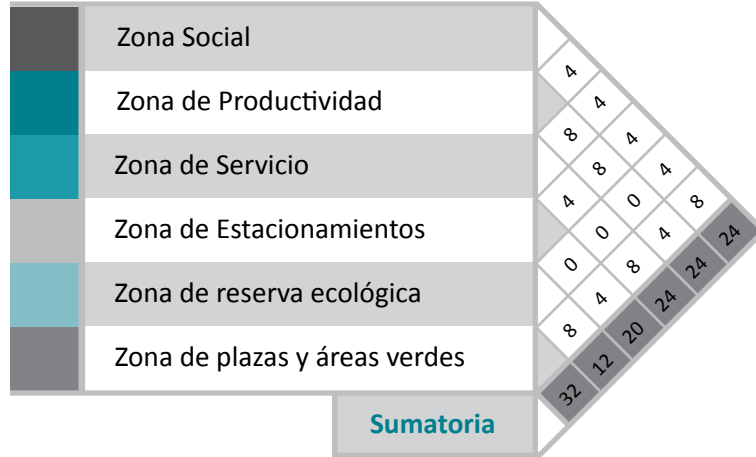 Zona Social
Zona de Productividad
Zona de Servicio
Zona de Estacionamientos
Zona de reserva ecológica
Zona de plazas y áreas verdes
Sumatoria
4 4 4 4 8 24
8 8 0 4 24
4 0 8 24
0 4 20
8 12
32